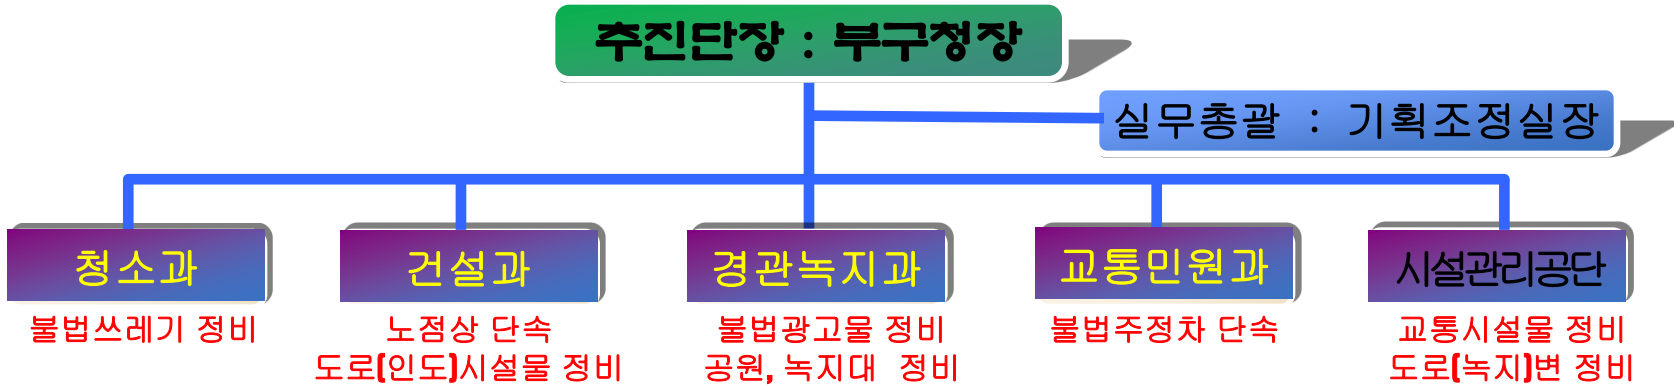 추진단장 : 부구청장
실무총괄 : 기획조정실장
청소과
건설과
경관녹지과
교통민원과
시설관리공단
불법쓰레기 정비
노점상 단속
도로(인도)시설물 정비
불법광고물 정비
공원, 녹지대 정비
불법주정차 단속
교통시설물 정비
도로(녹지)변 정비